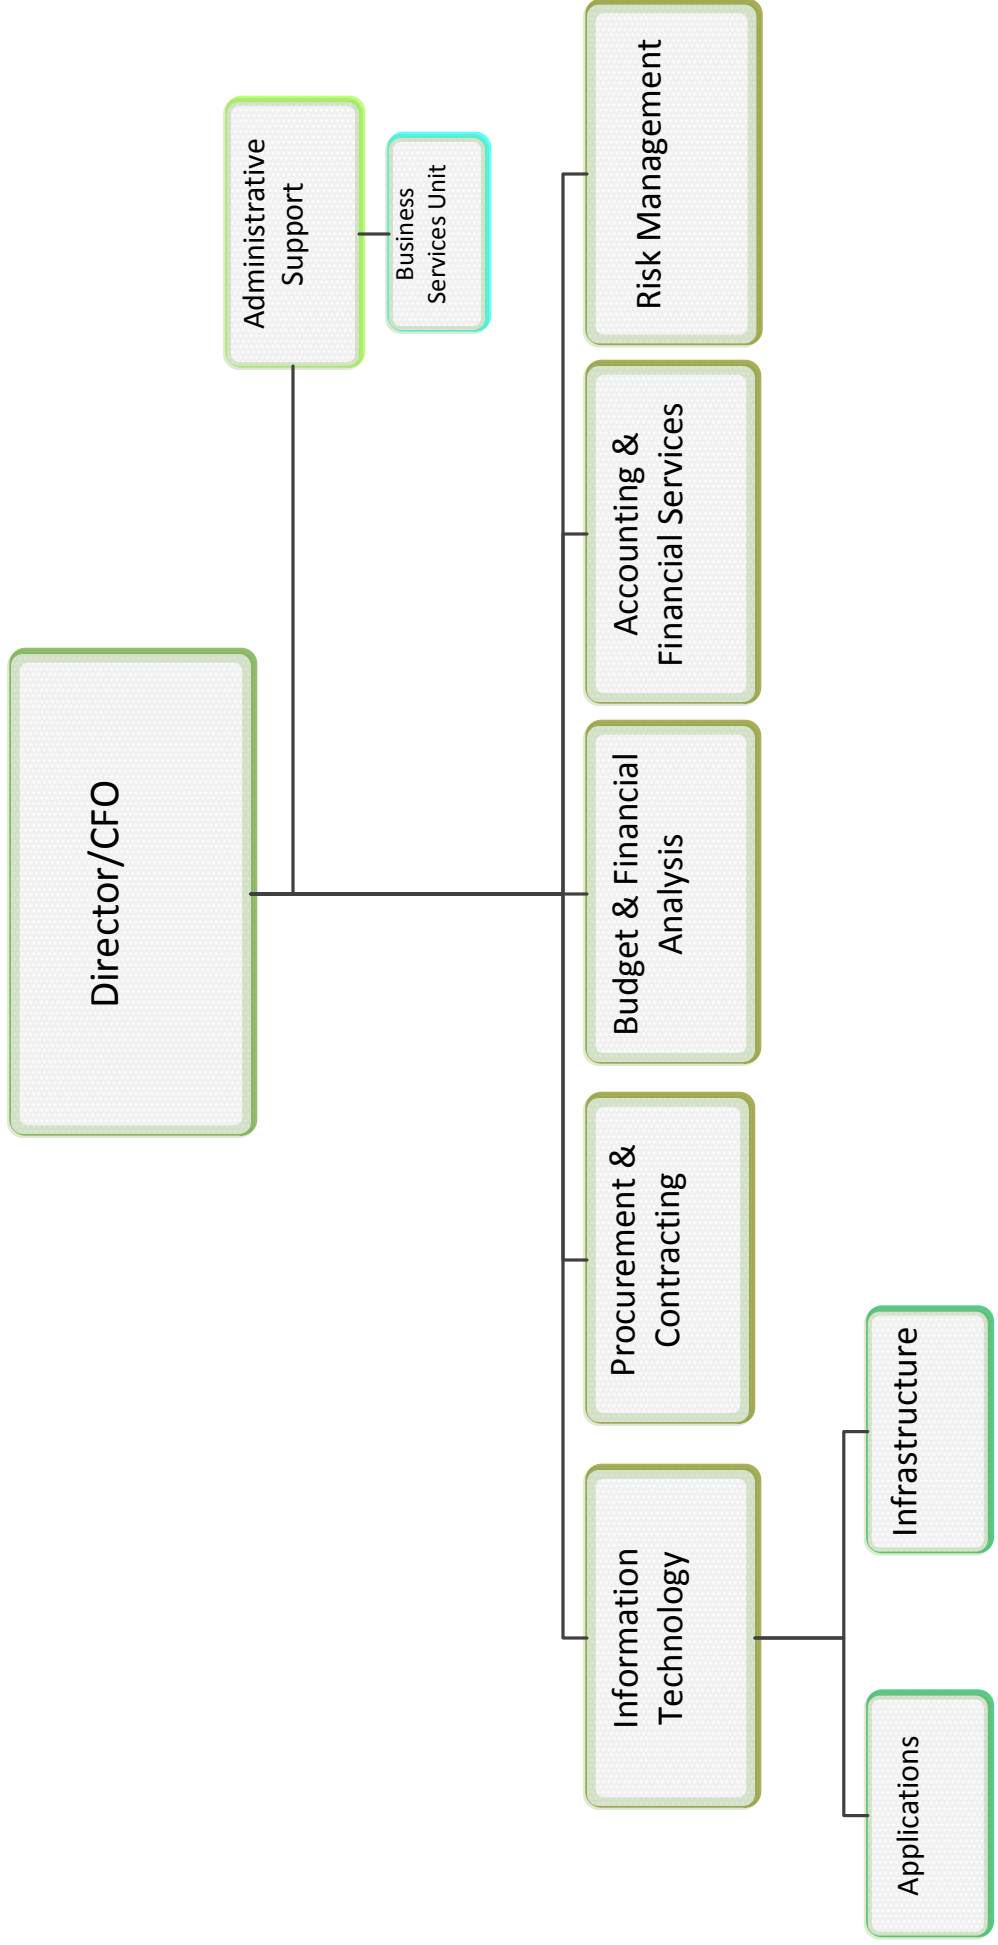 Director/CFO
Administrative
Support
Business
Services Unit
Information
Technology
Procurement &
Contracting
Budget & Financial
Analysis
Accounting &
Financial Services
Risk Management
Applications
Infrastructure